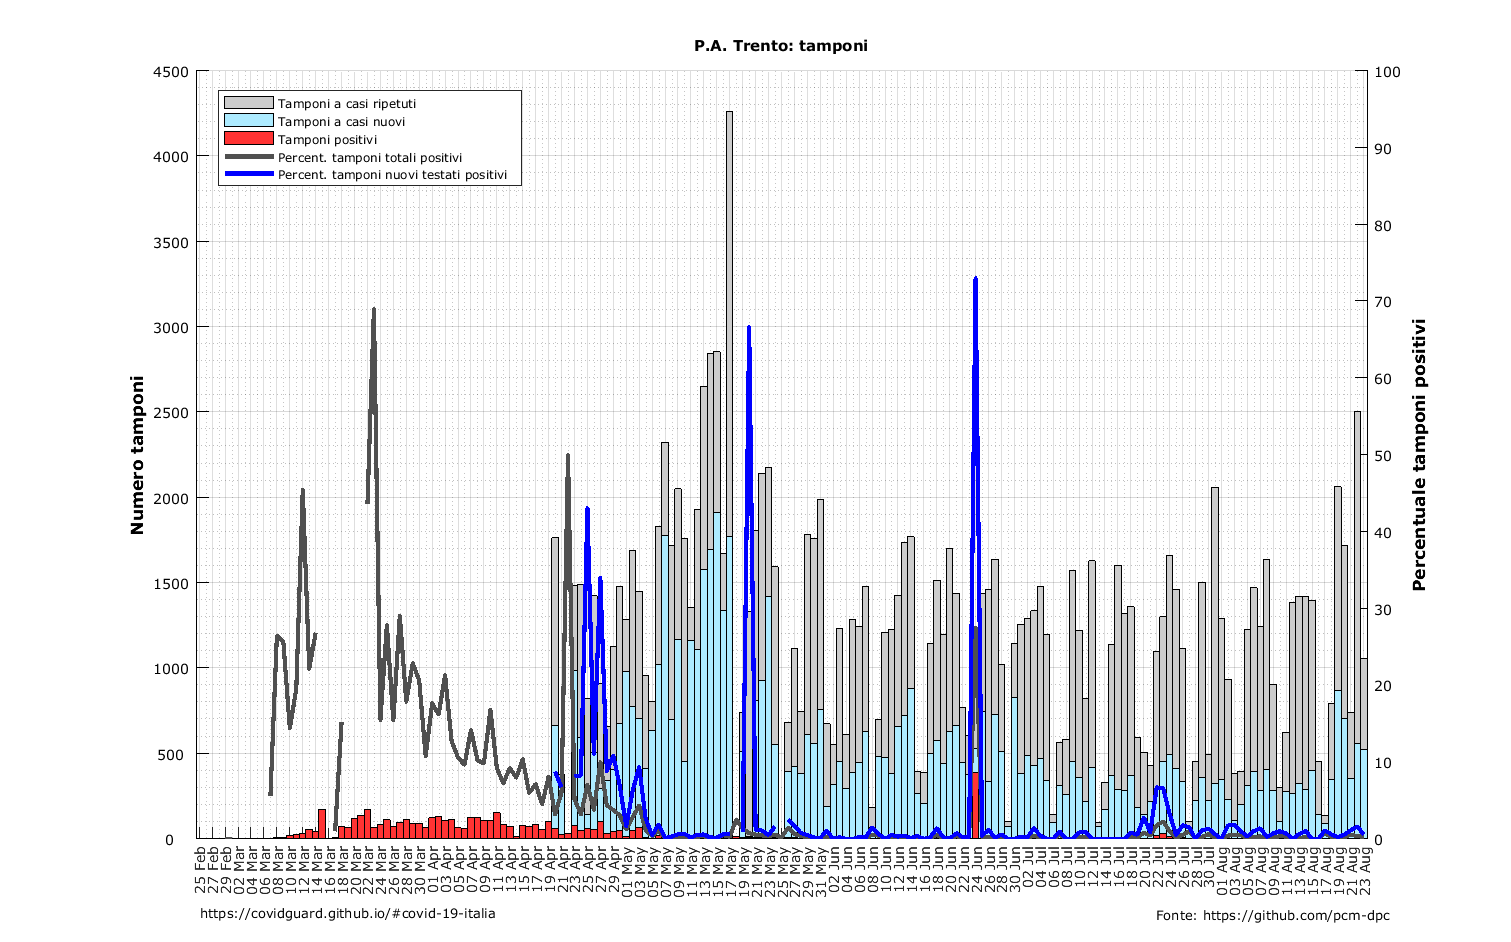 P.A. Trento: tamponi
Tamponi a casi ripetuti
Tamponi a casi nuovi
Tamponi positivi
Percent. tamponi totali positivi
Percent. tamponi nuovi testati positivi
Numero tamponi
4500
4000
3500
3000
2500
2000
1500
1000
500
0
Percentuale tamponi positivi
100
90
80
70
60
50
40
30
20
10
0
25 Feb
27 Feb
29 Feb
02 Mar
04 Mar
06 Mar
08 Mar
10 Mar
12 Mar
14 Mar
16 Mar
18 Mar
20 Mar
22 Mar
24 Mar
26 Mar
28 Mar
30 Mar
01 Apr
03 Apr
05 Apr
07 Apr
09 Apr
11 Apr
13 Apr
15 Apr
17 Apr
19 Apr
21 Apr
23 Apr
25 Apr
27 Apr
29 Apr
01 May
03 May
05 May
07 May
09 May
11 May
13 May
15 May
17 May
19 May
21 May
23 May
25 May
27 May
29 May
31 May
02 Jun
04 Jun
06 Jun
08 Jun
10 Jun
12 Jun
14 Jun
16 Jun
18 Jun
20 Jun
22 Jun
24 Jun
26 Jun
28 Jun
30 Jun
02 Jul
04 Jul
06 Jul
08 Jul
10 Jul
12 Jul
14 Jul
16 Jul
18 Jul
20 Jul
22 Jul
24 Jul
26 Jul
28 Jul
30 Jul
01 Aug
03 Aug
05 Aug
07 Aug
09 Aug
11 Aug
13 Aug
15 Aug
17 Aug
19 Aug
21 Aug
23 Aug
https://covidguard.github.io/#covid-19-italia
Fonte: https://github.com/pcm-dpc